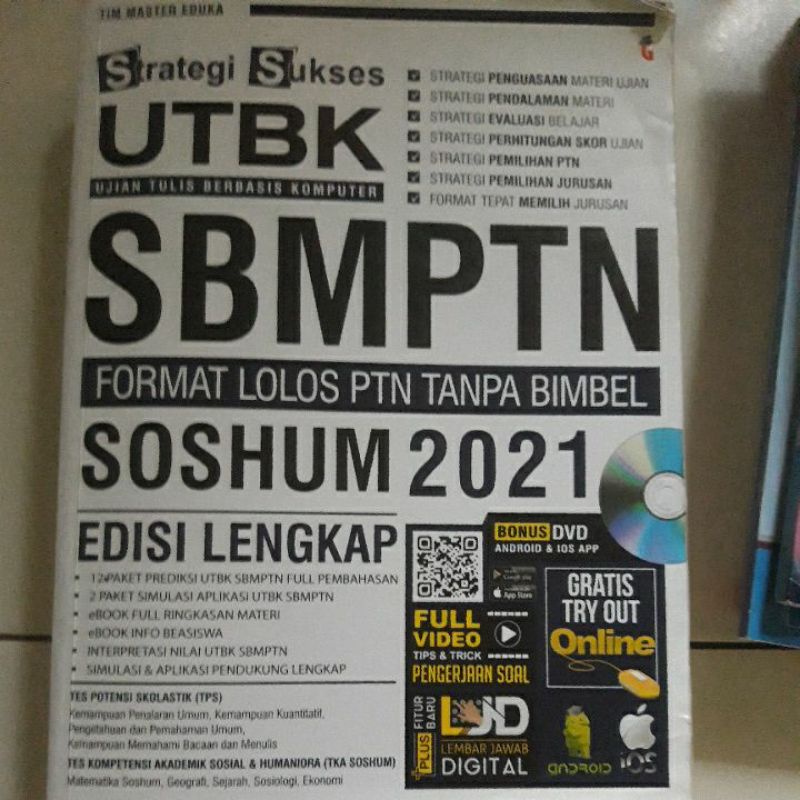 TIM MASTER EDUKA
Strategi Sukses
UTBK
UJIAN TULIS BERBASIS KOMPUTER
STRATEGI PENGUASAAN MATERI UJIAN
STRATEGI PENDALAMAN MATERI
STRATEGI EVALUASI BELAJAR
STRATEGI PERHITUNGAN SKOR UJIAN
STRATEGI PEMILIHAN PTN
STRATEGI PEMILIHAN JURUSAN
FORMAT TEPAT MEMILIH JURUSAN
SBMPTN
FORMAT LOLOS PTN TANPA BIMBEL
SOSHUM 2021
EDISI LENGKAP
PAKET PREDIKSI UTBK SBMPTN FULL PEMBAHASAN
2 PAKET SIMULASI APLIKASI UTBK SBMPTN
eBOOK FULL RINGKASAN MATERI
eBOOK INFO BEASISWA
INTERPRETASI NILAI UTBK SBMPTN
SIMULASI & APLIKASI PENDUKUNG LENGKAP
TES POTENSI SKOLASTIK (TPS)
Kemampuan Penalaran Umum, Kemampuan Kuantitatif,
Pengetahuan dan Pemahaman Umum,
Kemampuan Memahami Bacaan dan Menulis
TES KOMPETENSI AKADEMIK SOSIAL & HUMANIORA (TKA SOSHUM)
Matematika Soshum, Geografi, Sejarah, Sosiologi, Ekonomi
BONUS DVD
ANDROID & IOS APP
Google play
App Store
FULL
VIDEO
TIPS & TRICK
PENGERJAAN SOAL
GRATIS
TRY OUT
Online
PLUS
FITUR
BARU
LJD
LEMBAR JAWAB
DIGITAL
ANDROID
iOS